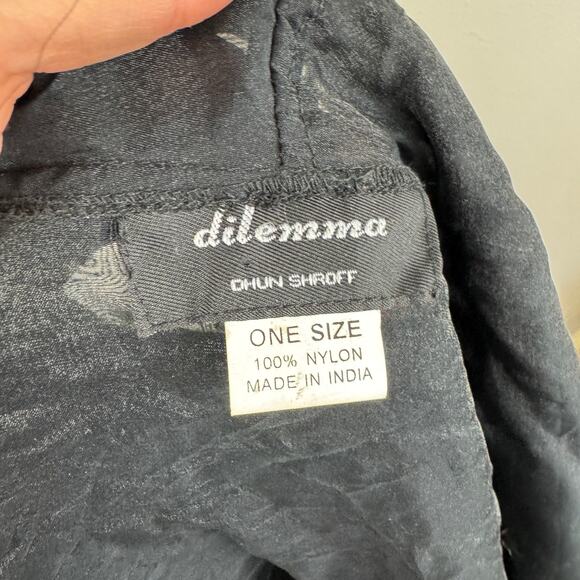 dilemma
DHUN SHROFF
ONE SIZE
100% NYLON
MADE IN INDIA